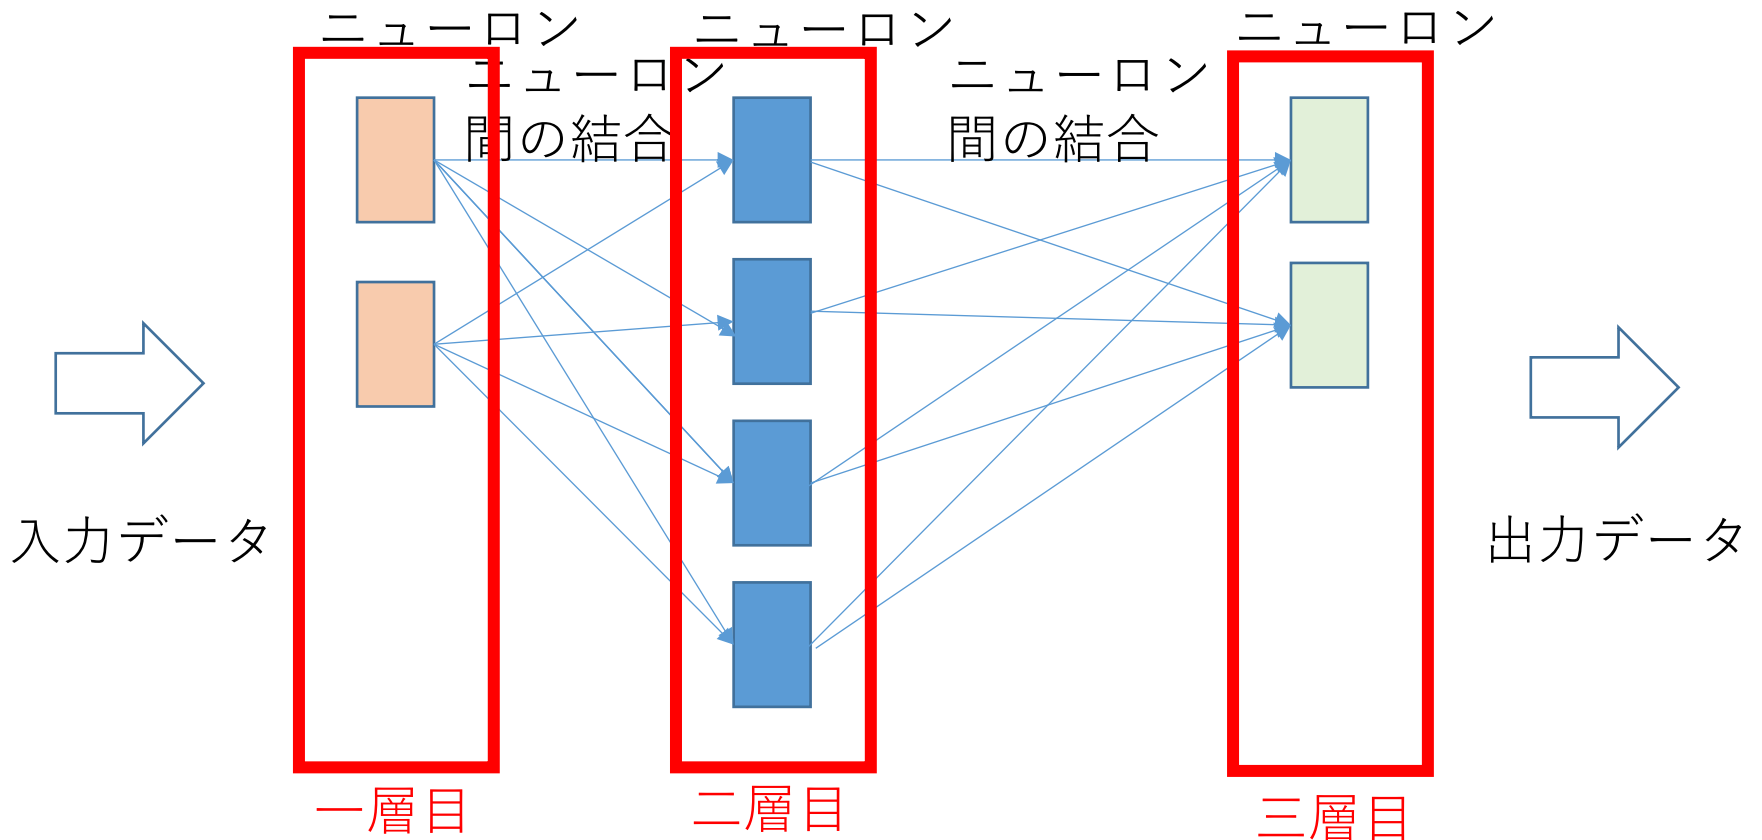 ニューロン
ニューロン
ニューロン
ニューロン
間の結合
ニューロン
間の結合
入力データ
出力データ
一層目
二層目
三層目